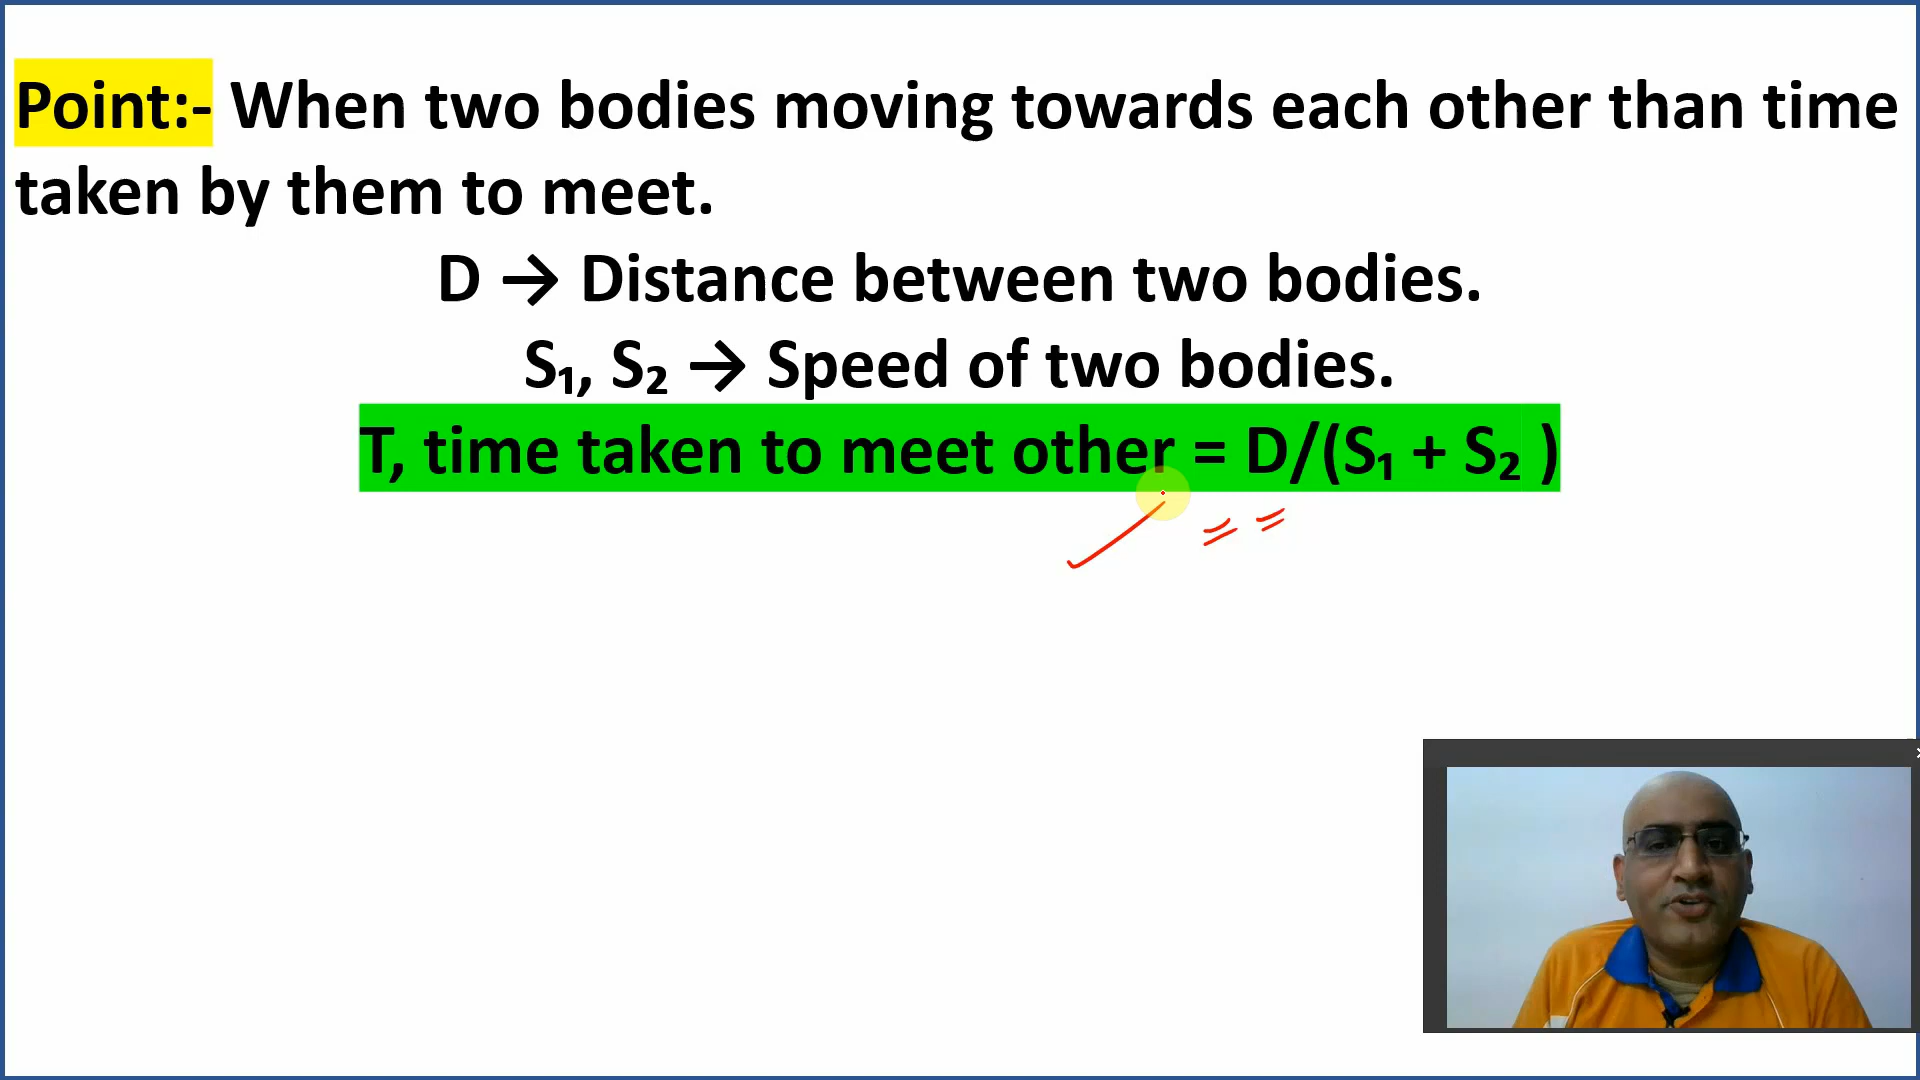 Point:- When two bodies moving towards each other than time
taken by them to meet.
D → Distance between two bodies.
S₁, S₂ → Speed of two bodies.
T, time taken to meet other = D/(S₁ + S₂ )